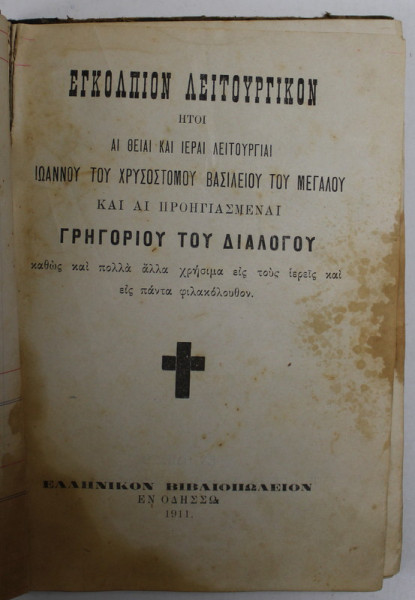 ΕΓΚΟΛΠΙΟΝ ΛΕΙΤΟΥΡΓΙΚΟΝ
ΗΤΟΙ
ΑΙ ΘΕΙΑΙ ΚΑΙ ΙΕΡΑΙ ΛΕΙΤΟΥΡΓΙΑΙ
ΙΩΑΝΝΟΥ ΤΟΥ ΧΡΥΣΟΣΤΟΜΟΥ ΒΑΣΙΛΕΙΟΥ ΤΟΥ ΜΕΓΑΛΟΥ
ΚΑΙ ΑΙ ΠΡΟΗΓΙΑΣΜΕΝΑΙ
ΓΡΗΓΟΡΙΟΥ ΤΟΥ ΔΙΑΛΟΓΟΥ
καθὼς καὶ πολλὰ ἄλλα χρήσιμα εἰς τοὺς ἱερεῖς καὶ
εἰς πάντα φιλακόλουθον.
ΕΛΛΗΝΙΚΟΝ ΒΙΒΛΙΟΠΩΛΕΙΟΝ
ΕΝ ΟΔΗΣΣΩ
1911.